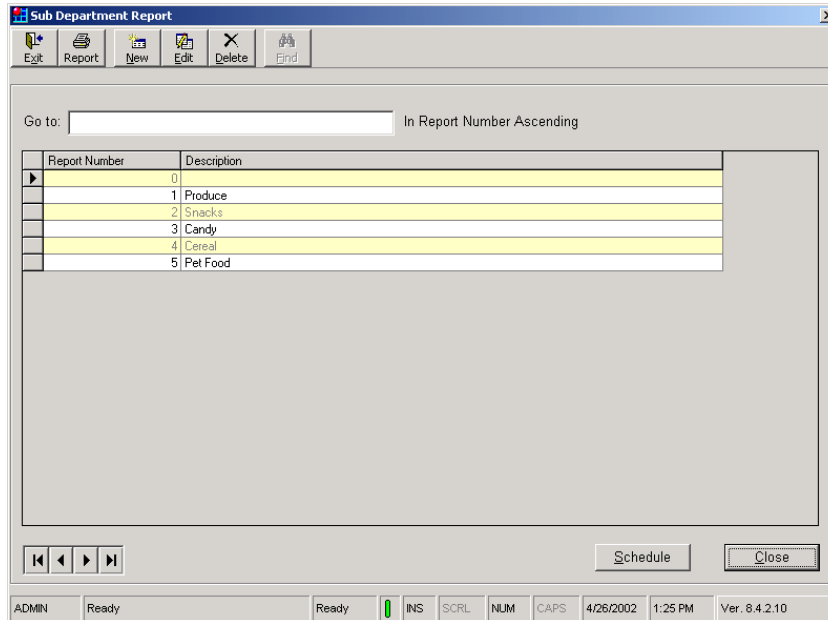 Sub Department Report
Exit Report New Edit Delete Find
Go to: In Report Number Ascending
Report Number Description
0
1 Produce
2 Snacks
3 Candy
4 Cereal
5 Pet Food
Schedule Close
ADMIN Ready Ready INS SCRL NUM CAPS 4/26/2002 1:25 PM Ver. 8.4.2.10